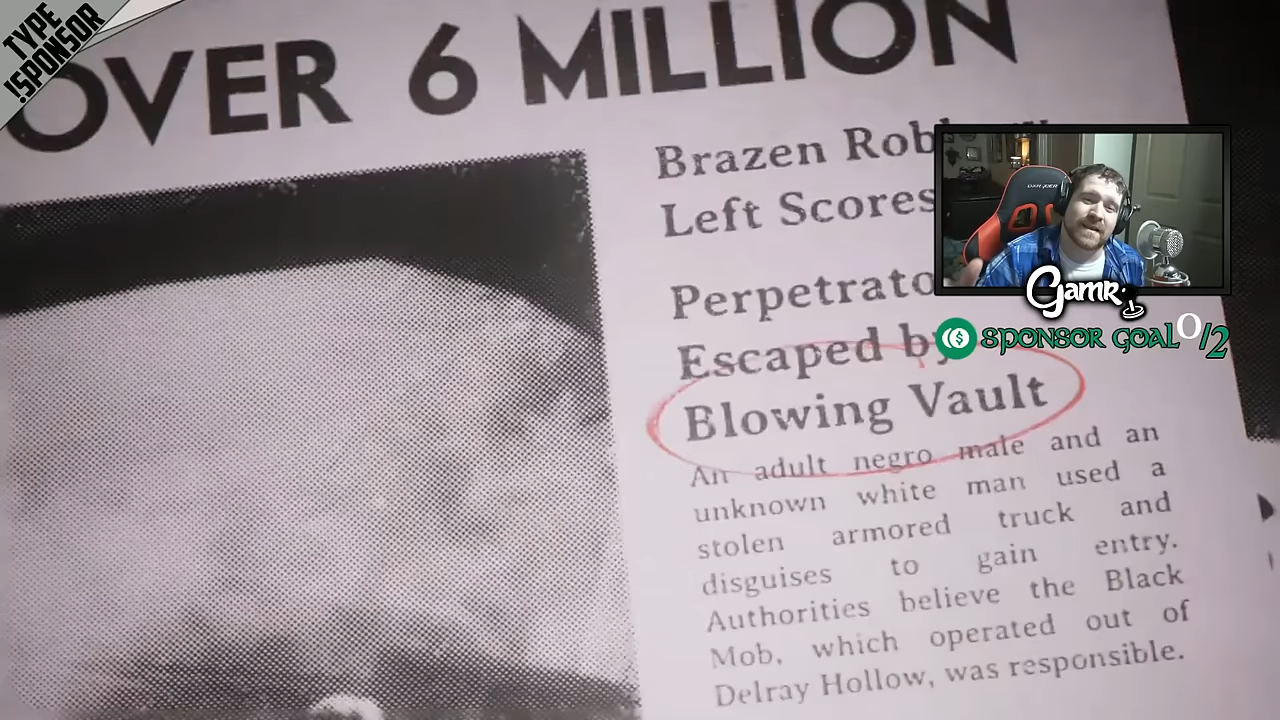 TYPE
!SPONSOR
OVER 6 MILLION
Brazen
Left Scores
Perpetrato
Escaped by
Blowing Vault
An adult negro male and an
unknown white man used a
stolen armored truck and
disguises to gain entry.
Authorities believe the Black
Mob, which operated out of
Delray Hollow, was responsible.
Gamr
SPONSOR GOAL 0/2